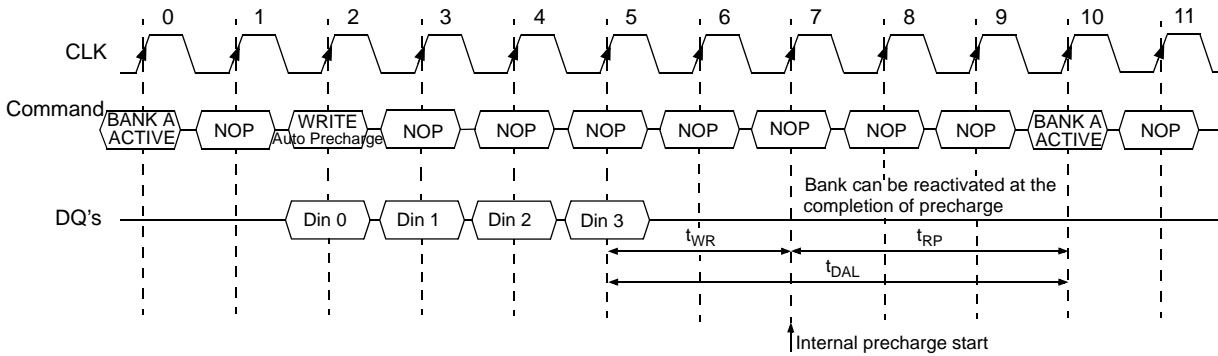 0 1 2 3 4 5 6 7 8 9 10 11
CLK
Command
BANK A
ACTIVE
NOP
WRITE
Auto Precharge
NOP
NOP
NOP
NOP
NOP
NOP
NOP
BANK A
ACTIVE
NOP
DQ's
Din 0
Din 1
Din 2
Din 3
Bank can be reactivated at the
completion of precharge
tWR
tRP
tDAL
Internal precharge start